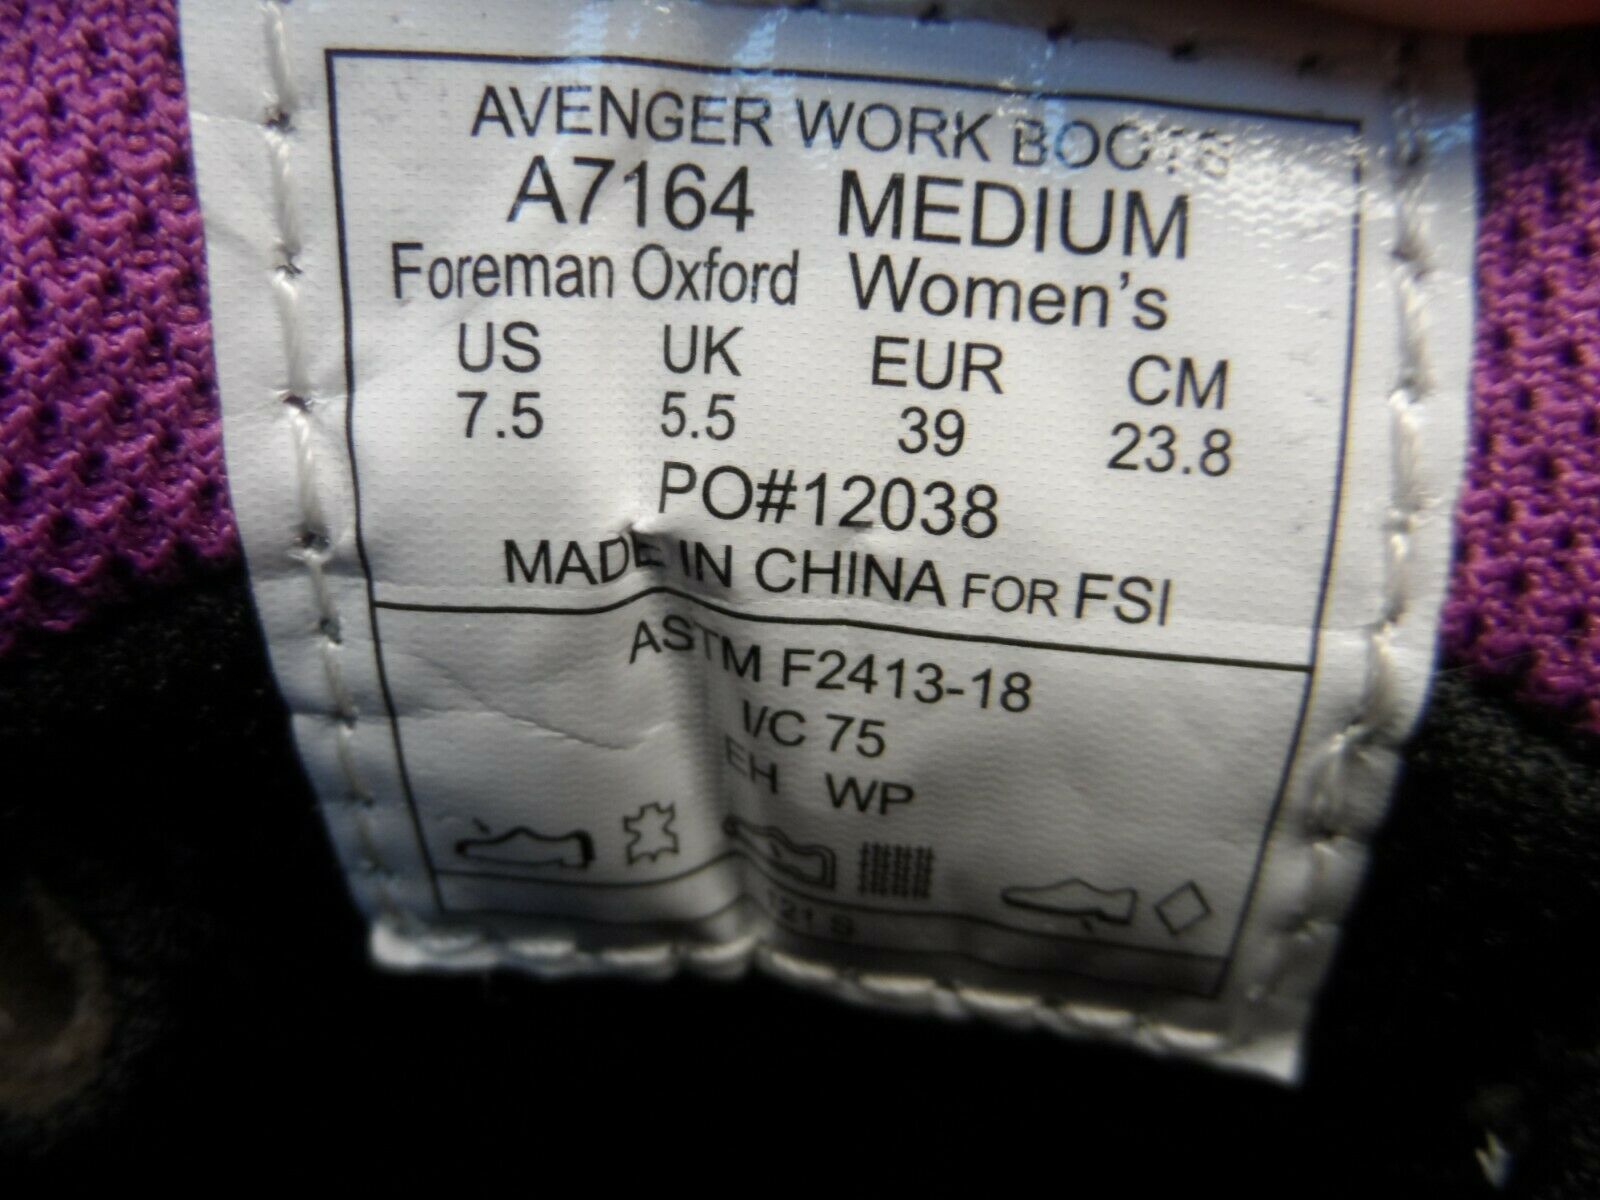 AVENGER WORK BOOTS
A7164 MEDIUM
Foreman Oxford Women's
US UK EUR CM
7.5 5.5 39 23.8
PO#12038
MADE IN CHINA FOR FSI
ASTM F2413-18
I/C 75
EH WP